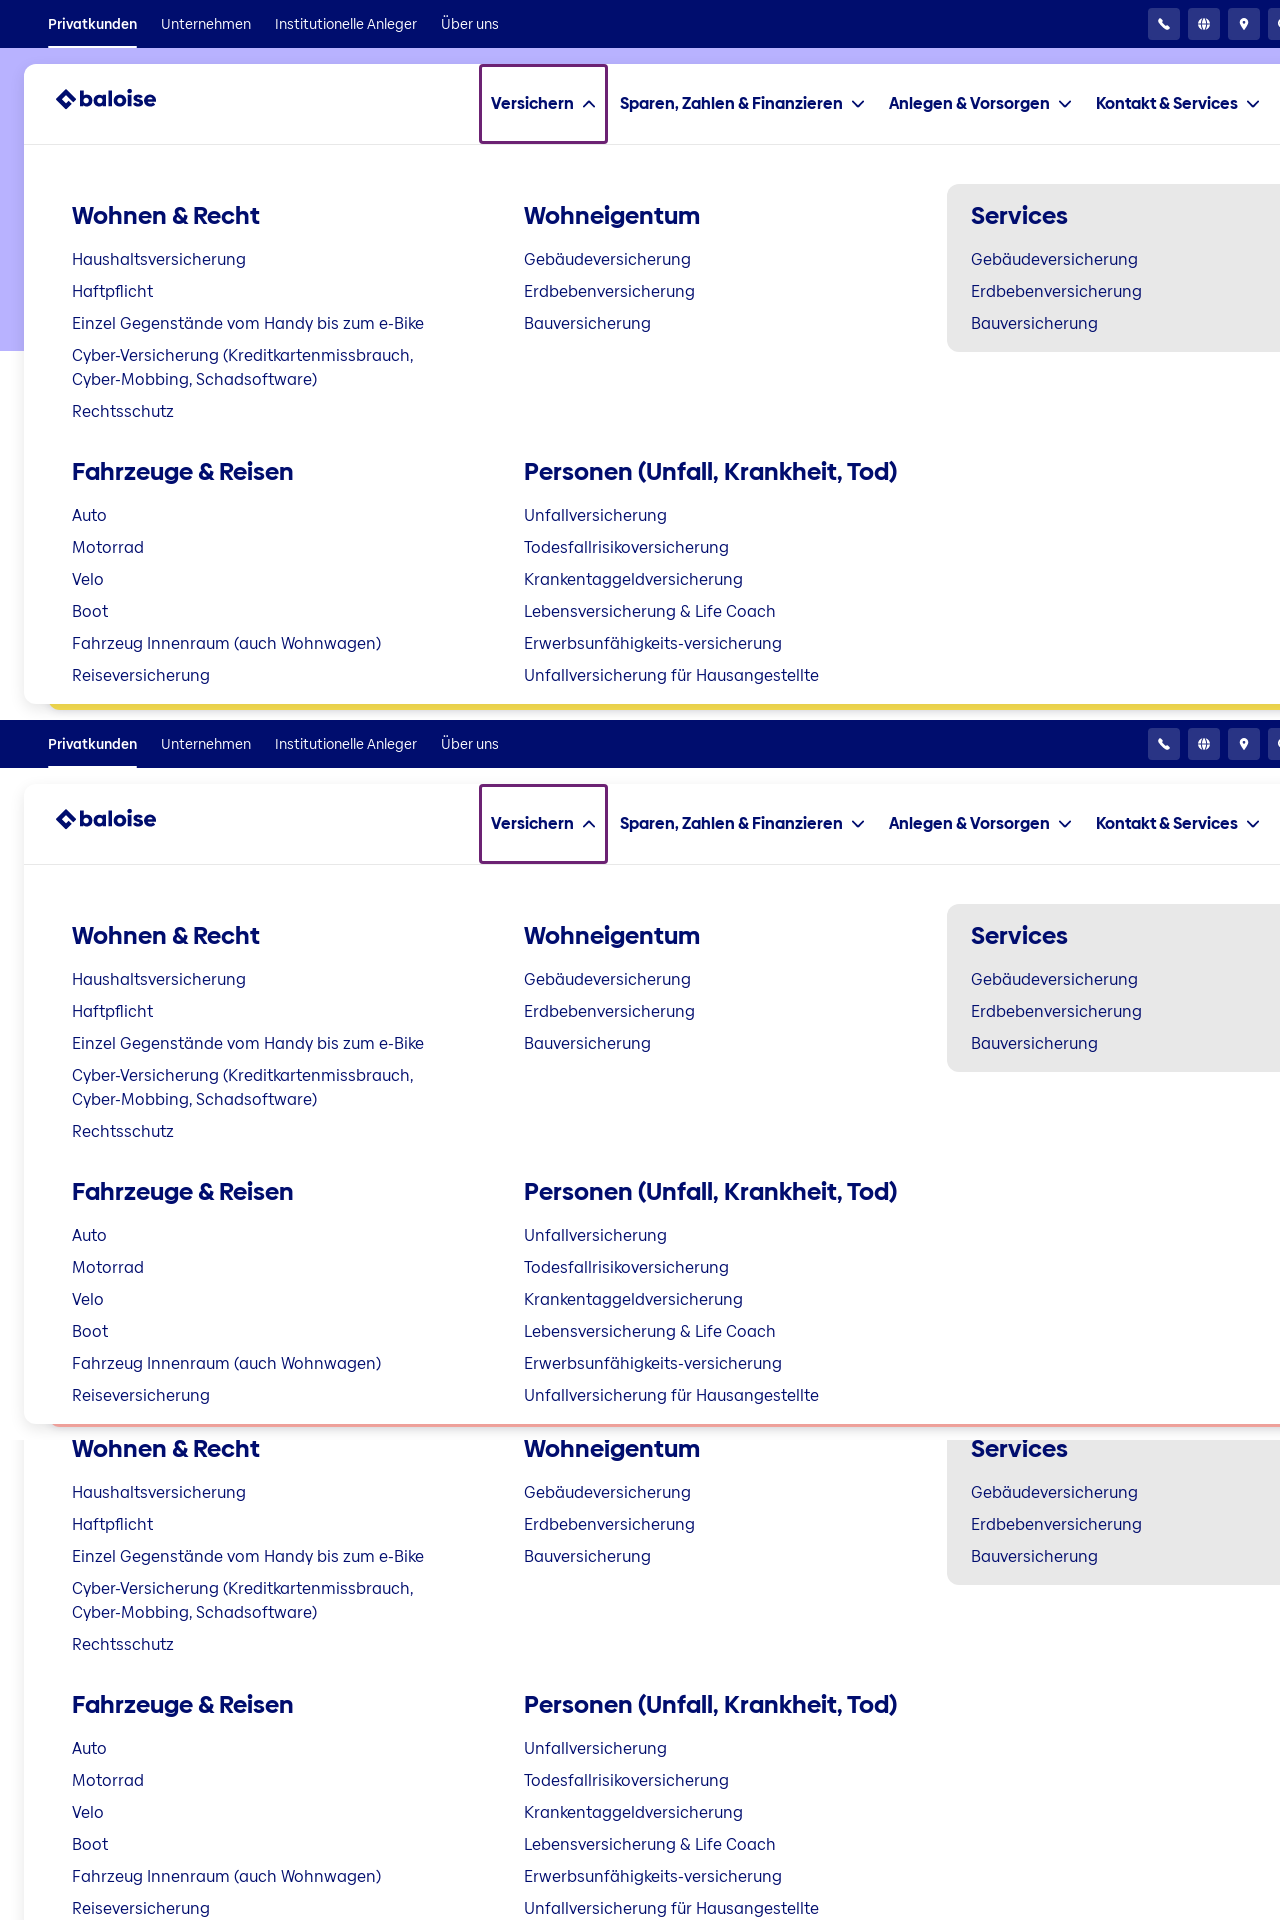 Privatkunden Unternehmen Institutionelle Anleger Über uns
baloise Versichern Sparen, Zahlen & Finanzieren Anlegen & Vorsorgen Kontakt & Services
Wohnen & Recht
Haushaltsversicherung
Haftpflicht
Einzel Gegenstände vom Handy bis zum e-Bike
Cyber-Versicherung (Kreditkartenmissbrauch,
Cyber-Mobbing, Schadsoftware)
Rechtsschutz
Wohneigentum
Gebäudeversicherung
Erdbebenversicherung
Bauversicherung
Services
Gebäudeversicherung
Erdbebenversicherung
Bauversicherung
Fahrzeuge & Reisen
Auto
Motorrad
Velo
Boot
Fahrzeug Innenraum (auch Wohnwagen)
Reiseversicherung
Personen (Unfall, Krankheit, Tod)
Unfallversicherung
Todesfallrisikoversicherung
Krankentaggeldversicherung
Lebensversicherung & Life Coach
Erwerbsunfähigkeits-versicherung
Unfallversicherung für Hausangestellte
Privatkunden Unternehmen Institutionelle Anleger Über uns
baloise Versichern Sparen, Zahlen & Finanzieren Anlegen & Vorsorgen Kontakt & Services
Wohnen & Recht
Haushaltsversicherung
Haftpflicht
Einzel Gegenstände vom Handy bis zum e-Bike
Cyber-Versicherung (Kreditkartenmissbrauch,
Cyber-Mobbing, Schadsoftware)
Rechtsschutz
Wohneigentum
Gebäudeversicherung
Erdbebenversicherung
Bauversicherung
Services
Gebäudeversicherung
Erdbebenversicherung
Bauversicherung
Fahrzeuge & Reisen
Auto
Motorrad
Velo
Boot
Fahrzeug Innenraum (auch Wohnwagen)
Reiseversicherung
Personen (Unfall, Krankheit, Tod)
Unfallversicherung
Todesfallrisikoversicherung
Krankentaggeldversicherung
Lebensversicherung & Life Coach
Erwerbsunfähigkeits-versicherung
Unfallversicherung für Hausangestellte
Wohnen & Recht
Haushaltsversicherung
Haftpflicht
Einzel Gegenstände vom Handy bis zum e-Bike
Cyber-Versicherung (Kreditkartenmissbrauch,
Cyber-Mobbing, Schadsoftware)
Rechtsschutz
Wohneigentum
Gebäudeversicherung
Erdbebenversicherung
Bauversicherung
Services
Gebäudeversicherung
Erdbebenversicherung
Bauversicherung
Fahrzeuge & Reisen
Auto
Motorrad
Velo
Boot
Fahrzeug Innenraum (auch Wohnwagen)
Reiseversicherung
Personen (Unfall, Krankheit, Tod)
Unfallversicherung
Todesfallrisikoversicherung
Krankentaggeldversicherung
Lebensversicherung & Life Coach
Erwerbsunfähigkeits-versicherung
Unfallversicherung für Hausangestellte